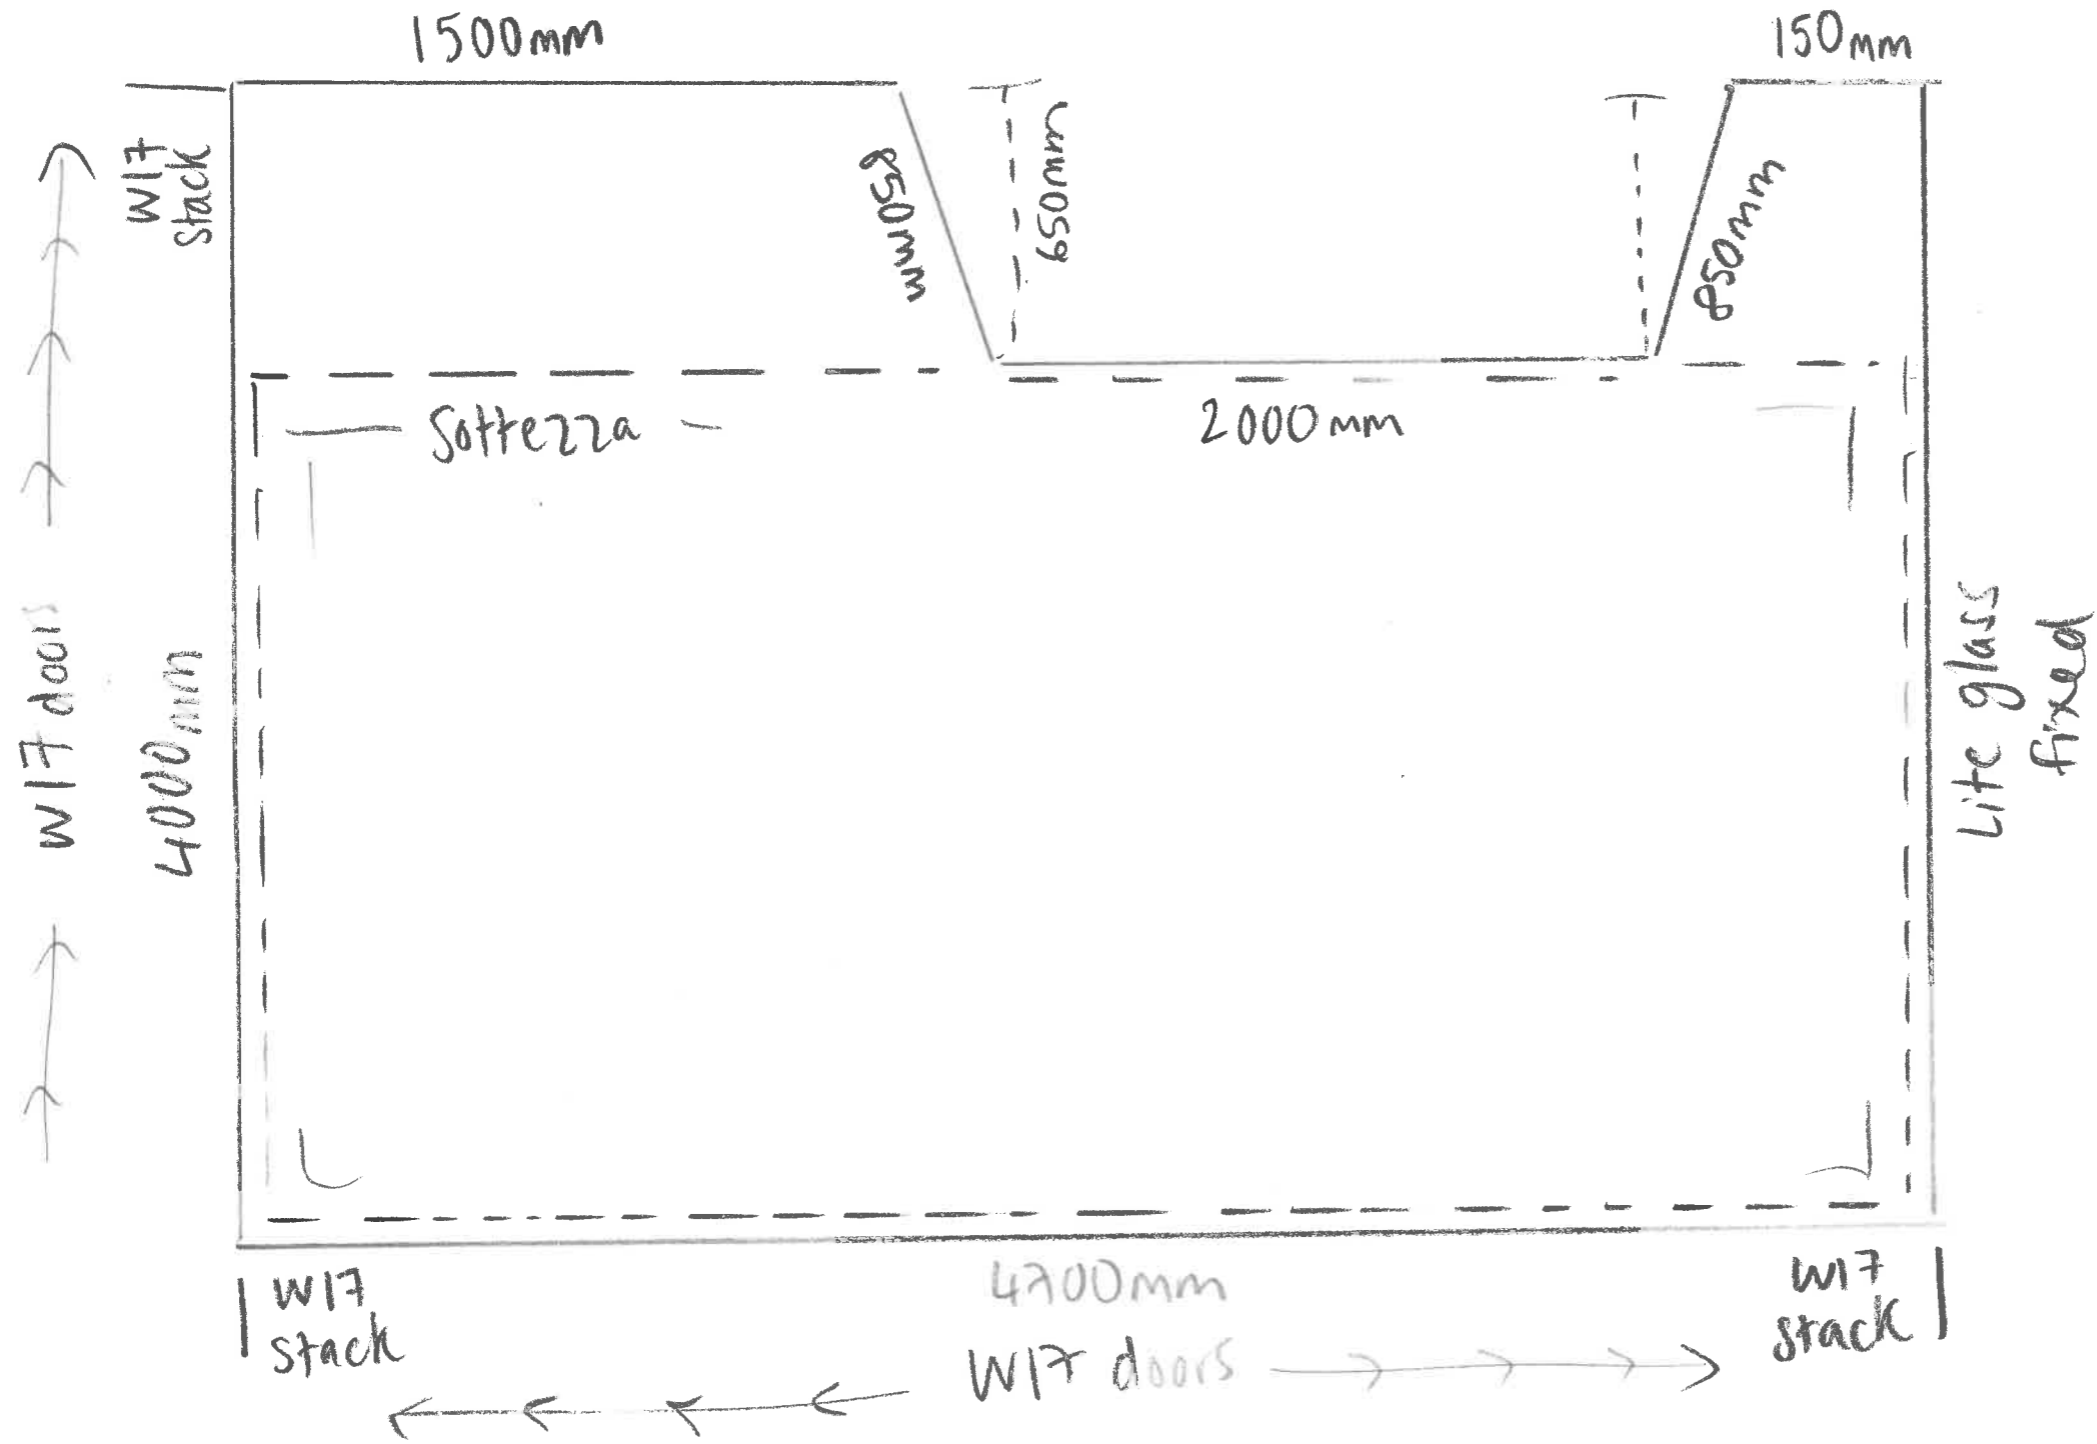 1500mm
150mm
W17
stack
850mm
650mm
850mm
Sottezza
2000mm
W17 doors
4000mm
Lite glass
fixed
4700mm
W17
stack
W17
stack
W17 doors